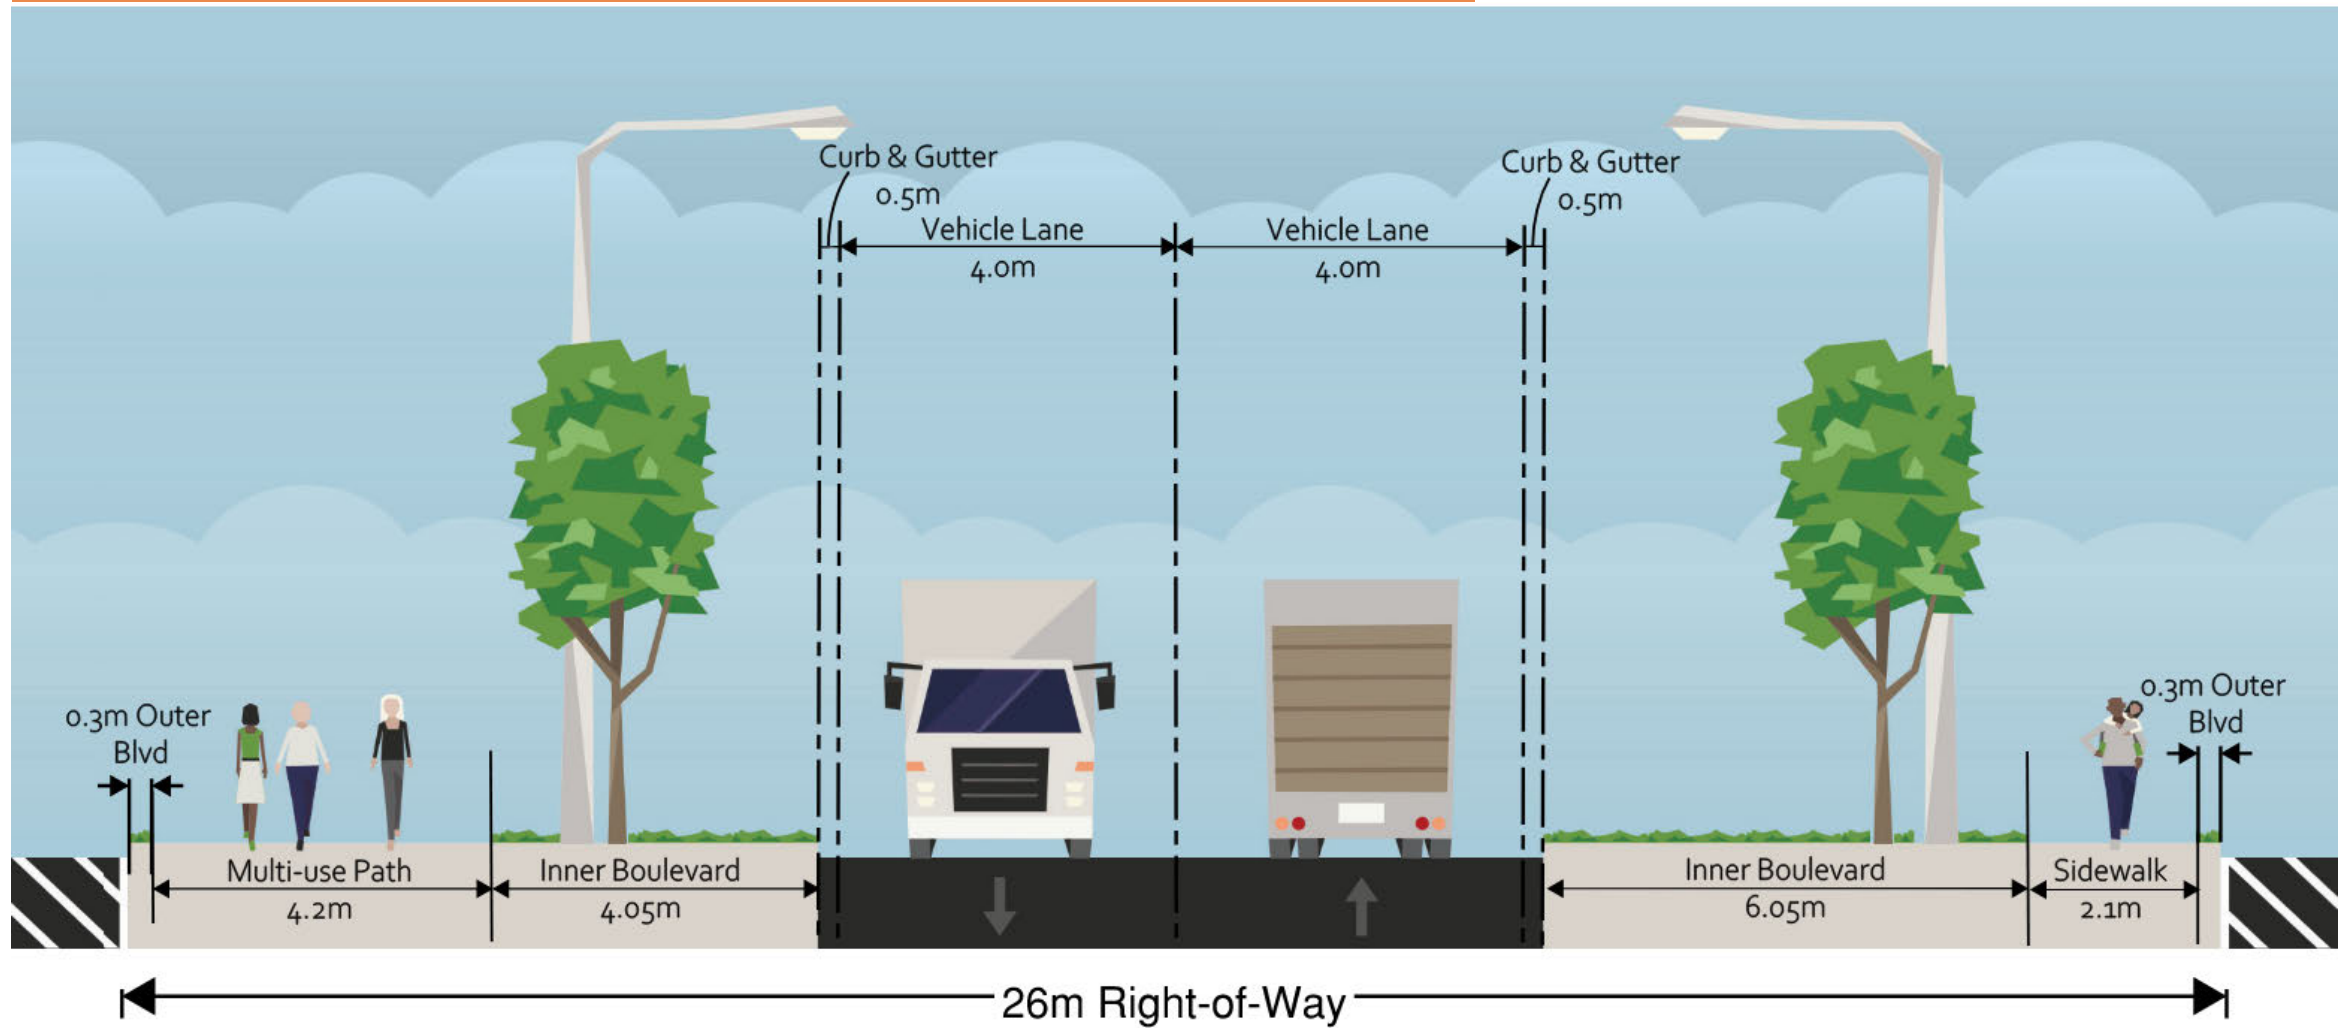 Curb & Gutter
0.5m
Curb & Gutter
0.5m
Vehicle Lane
4.0m
Vehicle Lane
4.0m
0.3m Outer
Blvd
0.3m Outer
Blvd
Multi-use Path
4.2m
Inner Boulevard
4.05m
Inner Boulevard
6.05m
Sidewalk
2.1m
26m Right-of-Way